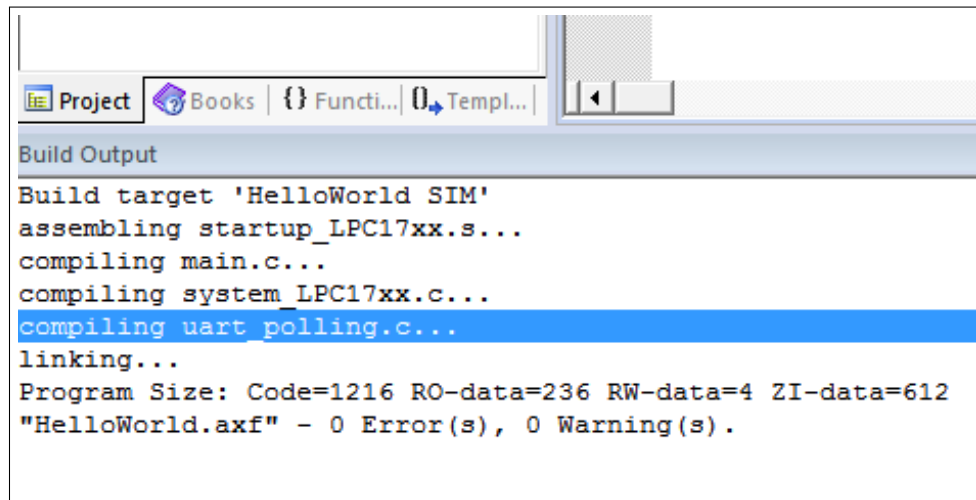 Project Books {} Functi... 0 Templ...
Build Output
Build target 'HelloWorld SIM'
assembling startup_LPC17xx.s...
compiling main.c...
compiling system_LPC17xx.c...
compiling uart_polling.c...
linking...
Program Size: Code=1216 RO-data=236 RW-data=4 ZI-data=612
"HelloWorld.axf" - 0 Error(s), 0 Warning(s).